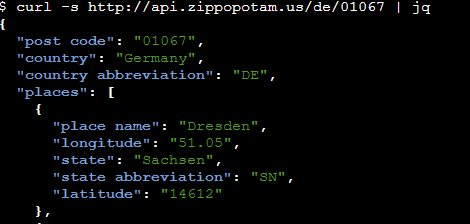 $ curl -s http://api.zippopotam.us/de/01067 | jq
{
  "post code": "01067",
  "country": "Germany",
  "country abbreviation": "DE",
  "places": [
    {
      "place name": "Dresden",
      "longitude": "51.05",
      "state": "Sachsen",
      "state abbreviation": "SN",
      "latitude": "14612"
    },